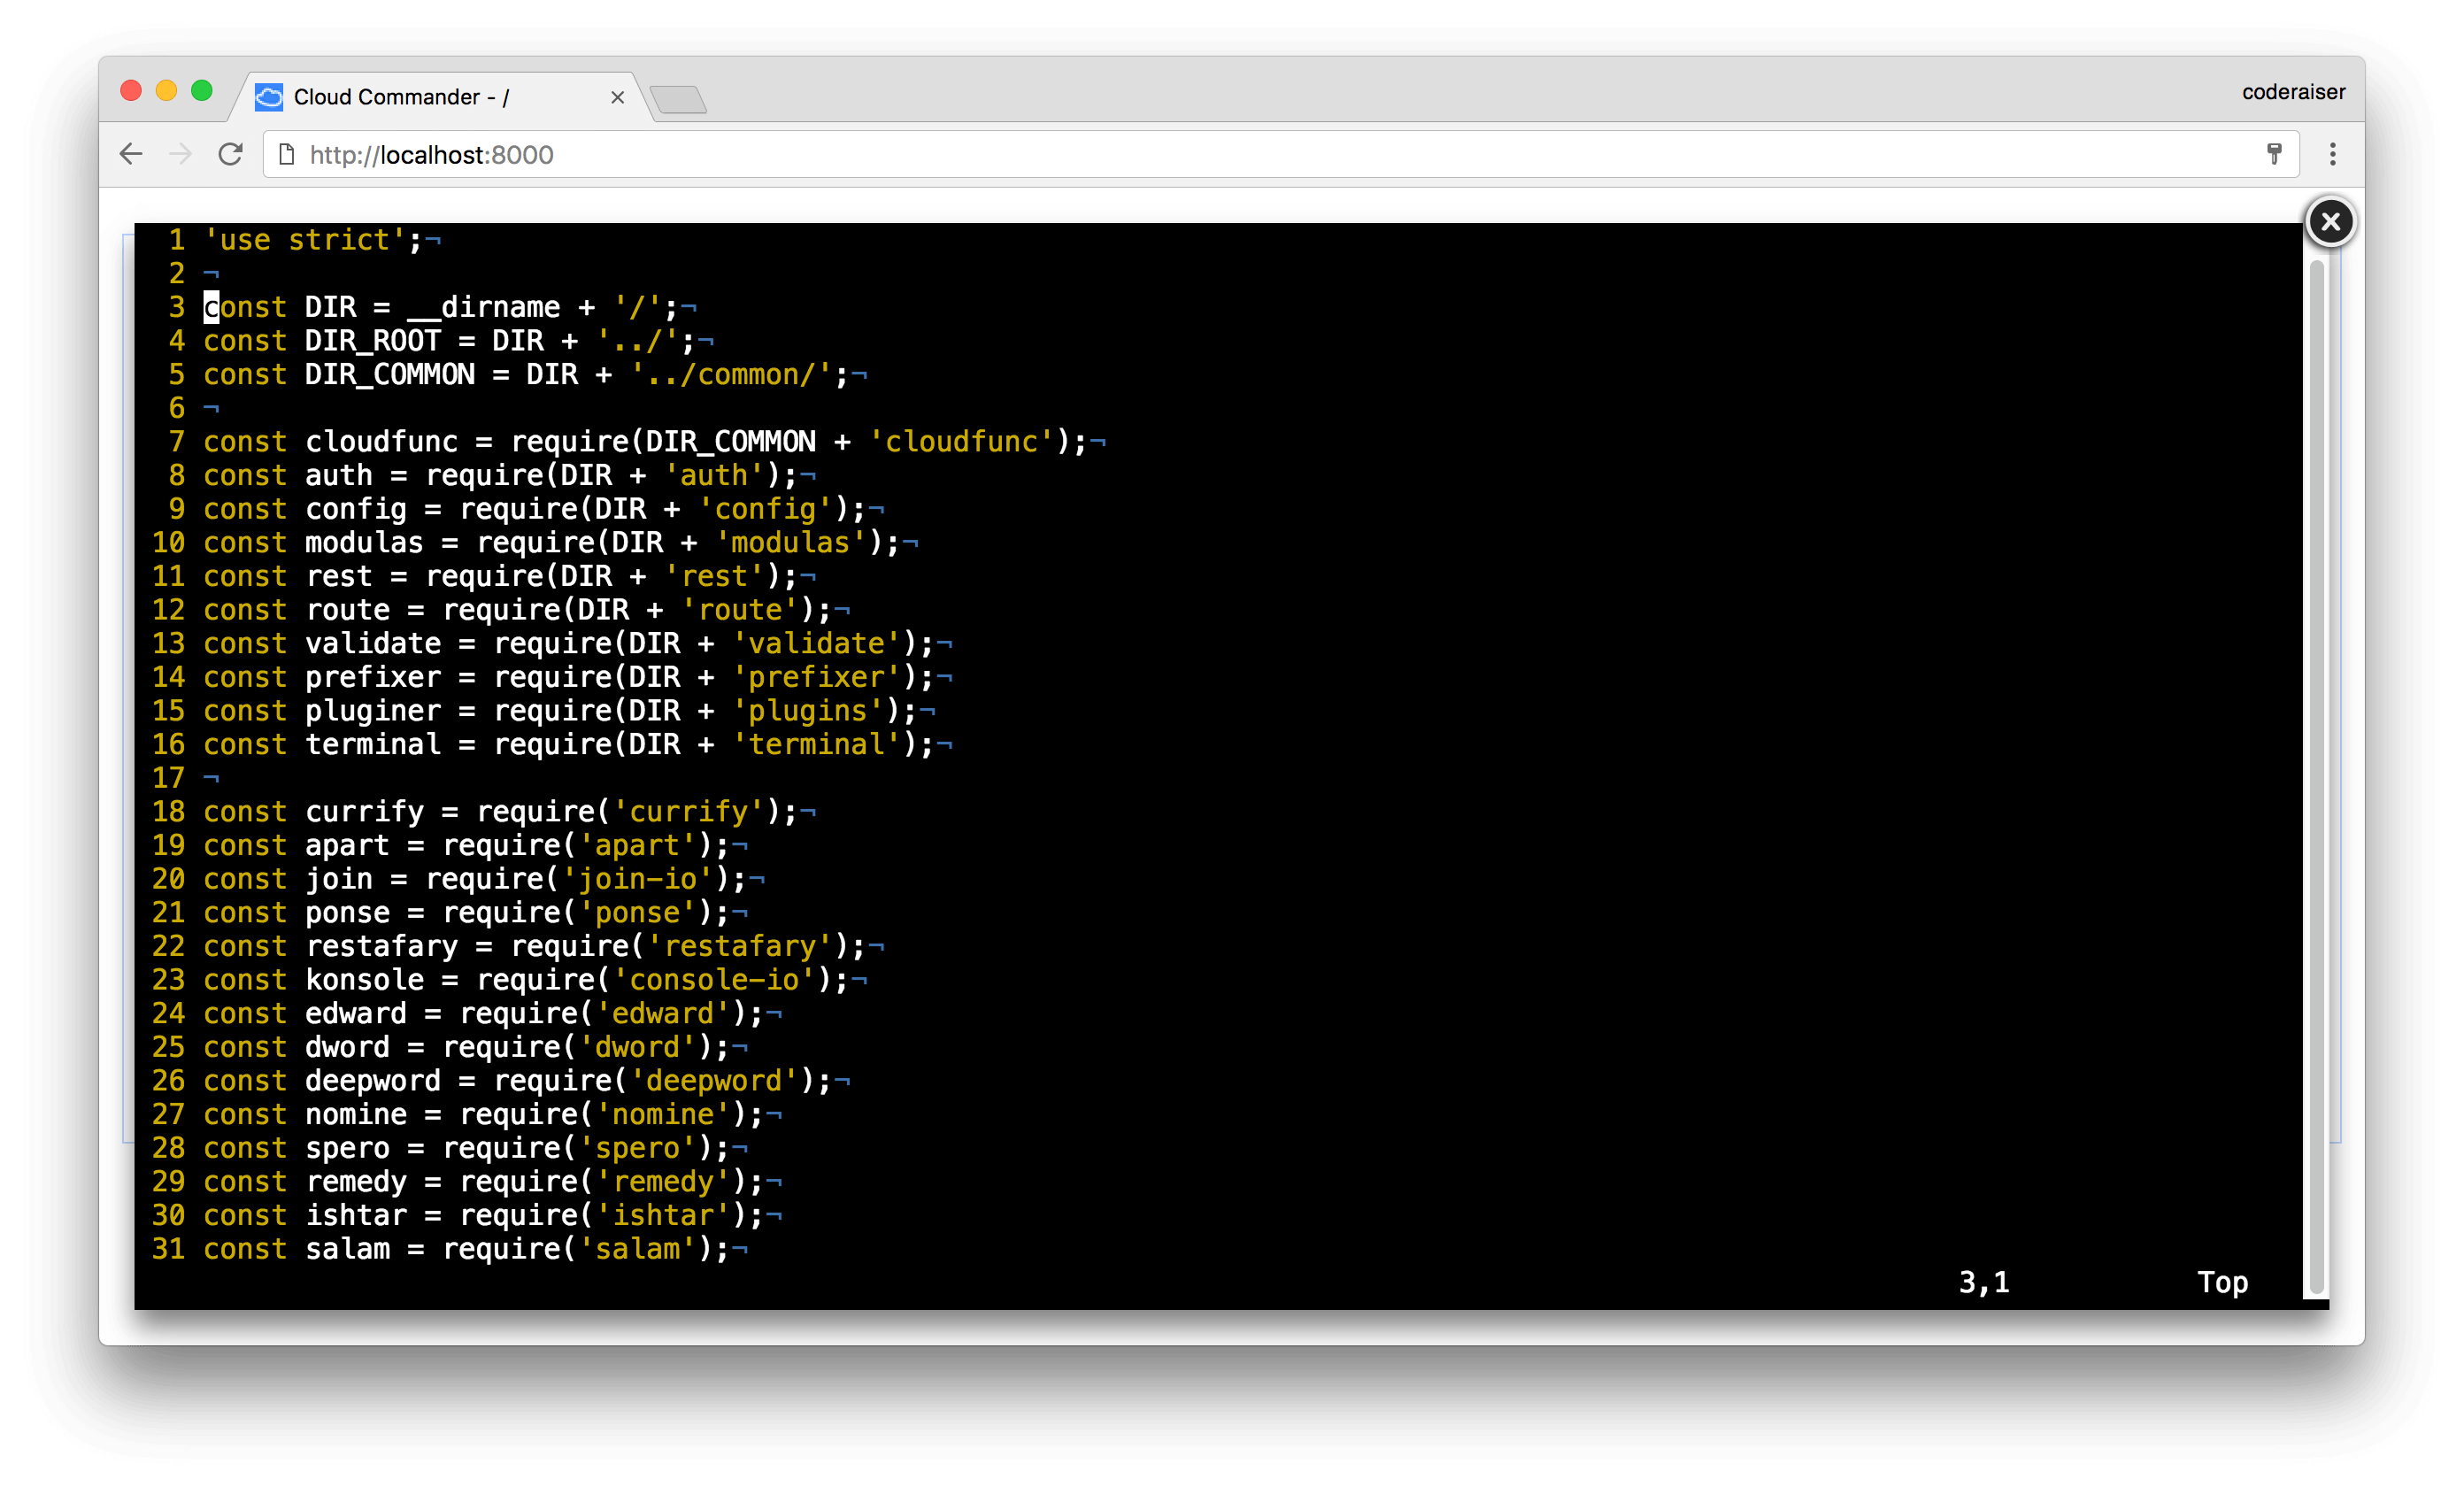 Cloud Commander - /
coderaiser
http://localhost:8000
1 'use strict';¬
2 ¬
3 const DIR = __dirname + '/';¬
4 const DIR_ROOT = DIR + '../';¬
5 const DIR_COMMON = DIR + '../common/';¬
6 ¬
7 const cloudfunc = require(DIR_COMMON + 'cloudfunc');¬
8 const auth = require(DIR + 'auth');¬
9 const config = require(DIR + 'config');¬
10 const modulas = require(DIR + 'modulas');¬
11 const rest = require(DIR + 'rest');¬
12 const route = require(DIR + 'route');¬
13 const validate = require(DIR + 'validate');¬
14 const prefixer = require(DIR + 'prefixer');¬
15 const pluginer = require(DIR + 'plugins');¬
16 const terminal = require(DIR + 'terminal');¬
17 ¬
18 const currify = require('currify');¬
19 const apart = require('apart');¬
20 const join = require('join-io');¬
21 const ponse = require('ponse');¬
22 const restafary = require('restafary');¬
23 const konsole = require('console-io');¬
24 const edward = require('edward');¬
25 const dword = require('dword');¬
26 const deepword = require('deepword');¬
27 const nomine = require('nomine');¬
28 const spero = require('spero');¬
29 const remedy = require('remedy');¬
30 const ishtar = require('ishtar');¬
31 const salam = require('salam');¬
3,1 Top